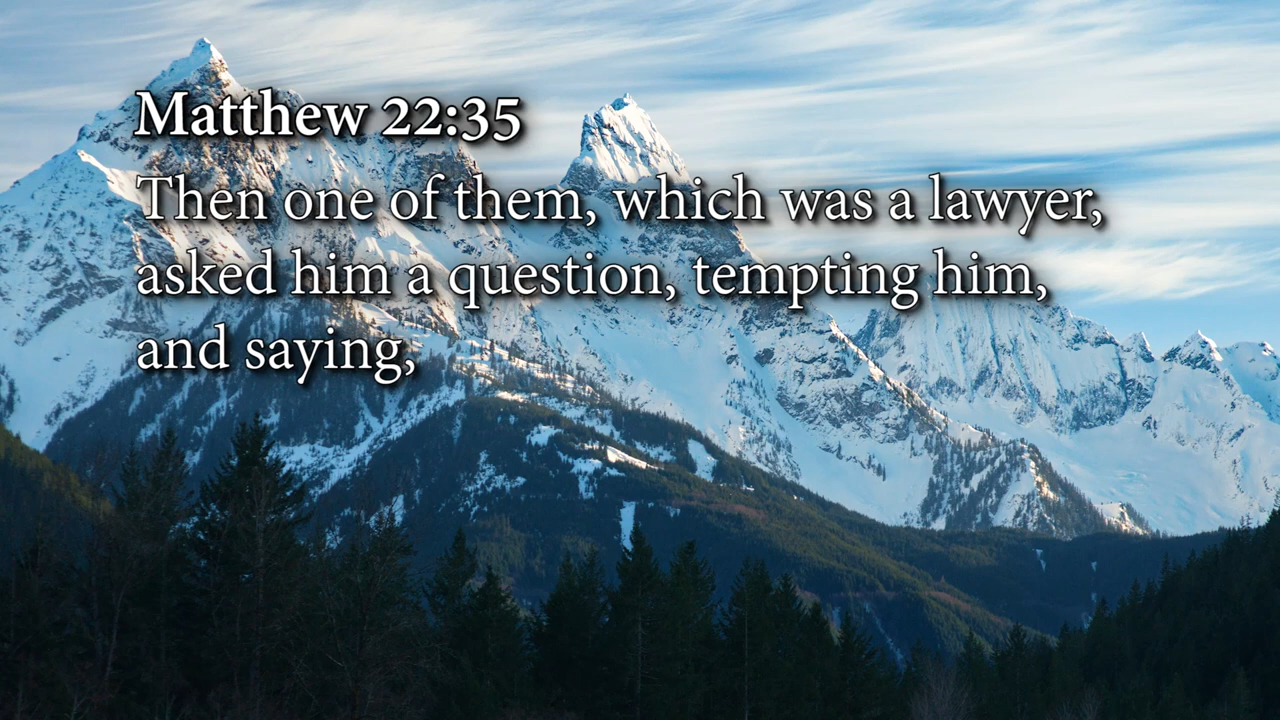 Matthew 22:35
Then one of them, which was a lawyer,
asked him a question, tempting him,
and saying,